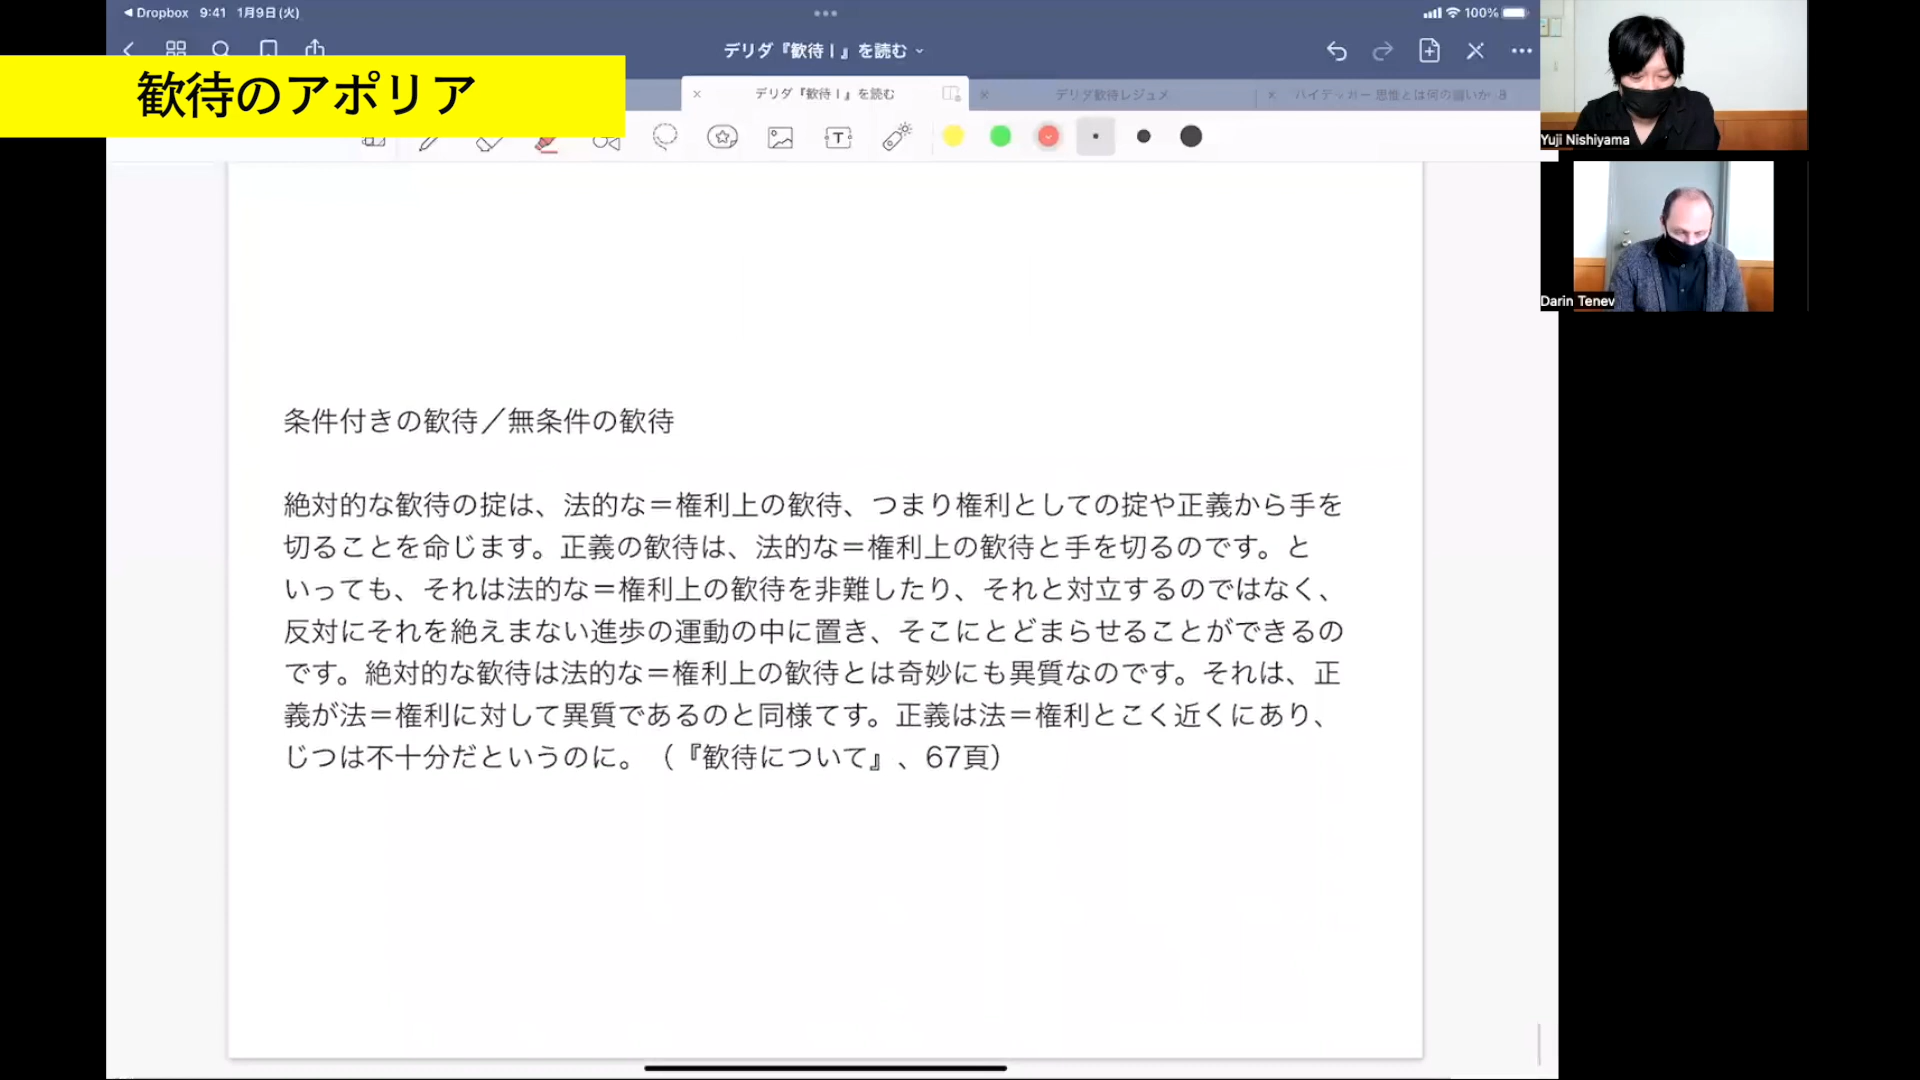 Dropbox 9:41 1月9日(火)
100%
デリダ『歓待Ⅰ』を読む
歓待のアポリア
デリダ『歓待Ⅰ』を読む
デリダ歓待レジュメ
Yuji Nishiyama
Darin Tenev
条件付きの歓待／無条件の歓待
絶対的な歓待の掟は、法的な＝権利上の歓待、つまり権利としての掟や正義から手を
切ることを命じます。正義の歓待は、法的な＝権利上の歓待と手を切るのです。と
いっても、それは法的な＝権利上の歓待を非難したり、それと対立するのではなく、
反対にそれを絶えまない進歩の運動の中に置き、そこにとどまらせることができるの
です。絶対的な歓待は法的な＝権利上の歓待とは奇妙にも異質なのです。それは、正
義が法＝権利に対して異質であるのと同様てす。正義は法＝権利とこく近くにあり、
じつは不十分だというのに。（『歓待について』、67頁）